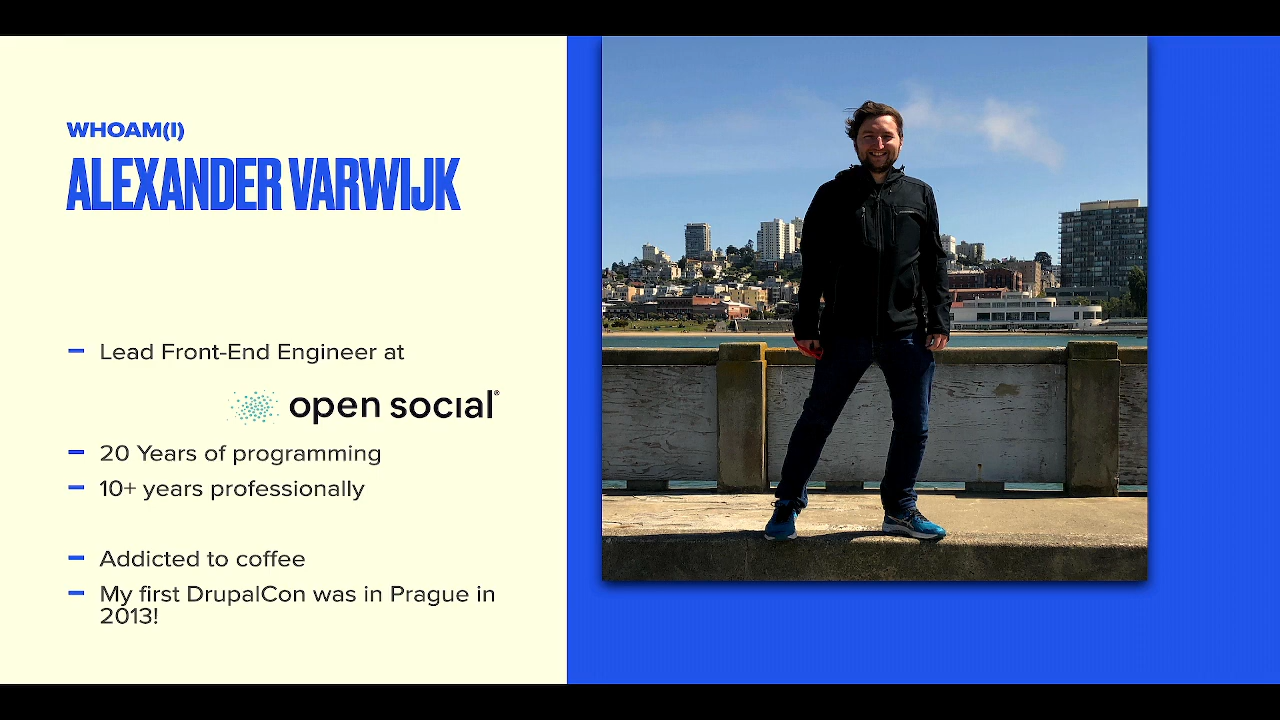 WHOAM(I)
ALEXANDER VARWIJK
Lead Front-End Engineer at
open social®
20 Years of programming
10+ years professionally
Addicted to coffee
My first DrupalCon was in Prague in
2013!